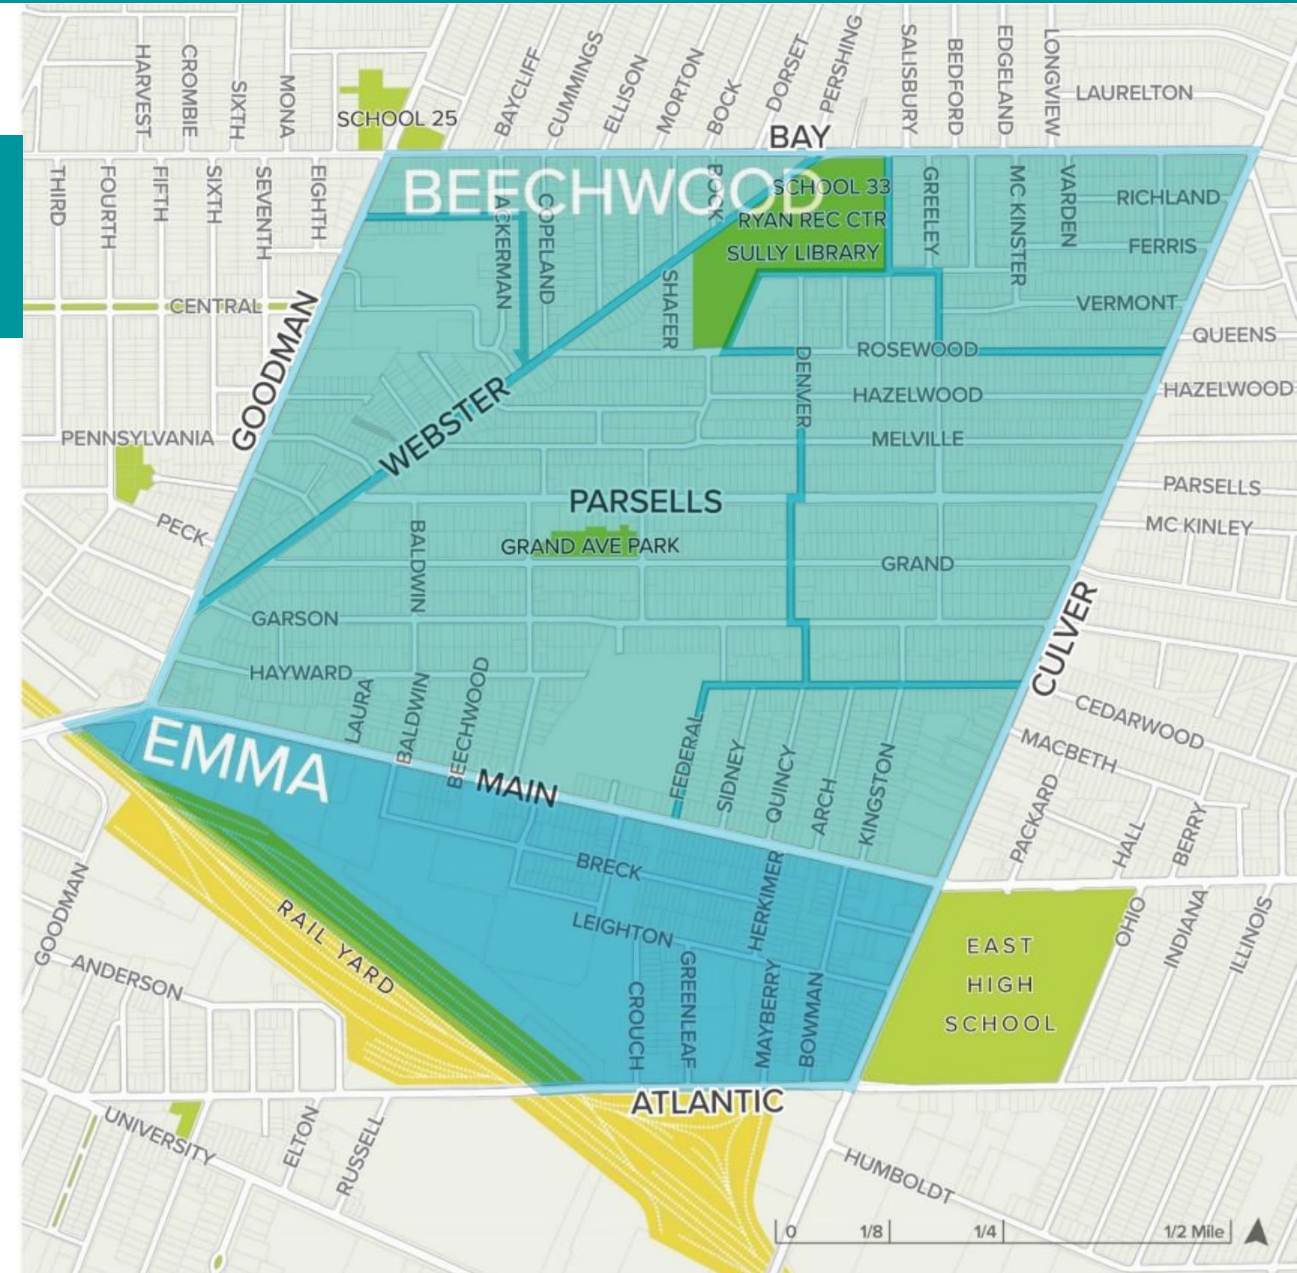 HARVEST
CROMBIE
SIXTH
MONA
SCHOOL 25
BAYCLIFF
CUMMINGS
ELLISON
MORTON
BOCK
DORSET
PERSHING
SALISBURY
BEDFORD
EDGELAND
LONGVIEW
LAURELTON
BAY
THIRD
FOURTH
FIFTH
SIXTH
SEVENTH
EIGHTH
BEECHWOOD
ACKERMAN
COPELAND
BOCK
SHAFER
SCHOOL 33
RYAN REC CTR
SULLY LIBRARY
GREELEY
MC KINSTER
VARDEN
RICHLAND
FERRIS
VERMONT
CENTRAL
GOODMAN
QUEENS
ROSEWOOD
DENVER
HAZELWOOD
HAZELWOOD
WEBSTER
PENNSYLVANIA
MELVILLE
PARSELLS
PARSELLS
PECK
MC KINLEY
BALDWIN
GRAND AVE PARK
GRAND
GARSON
CULVER
HAYWARD
LAURA
BALDWIN
BEECHWOOD
EMMA
MAIN
FEDERAL
SIDNEY
QUINCY
ARCH
KINGSTON
CEDARWOOD
MACBETH
PACKARD
HALL
BERRY
BRECK
HERKIMER
LEIGHTON
GOODMAN
RAIL YARD
ANDERSON
CROUCH
GREENLEAF
MAYBERRY
BOWMAN
EAST
HIGH
SCHOOL
OHIO
INDIANA
ILLINOIS
ATLANTIC
UNIVERSITY
ELTON
RUSSELL
HUMBOLDT
0 1/8 1/4 1/2 Mile